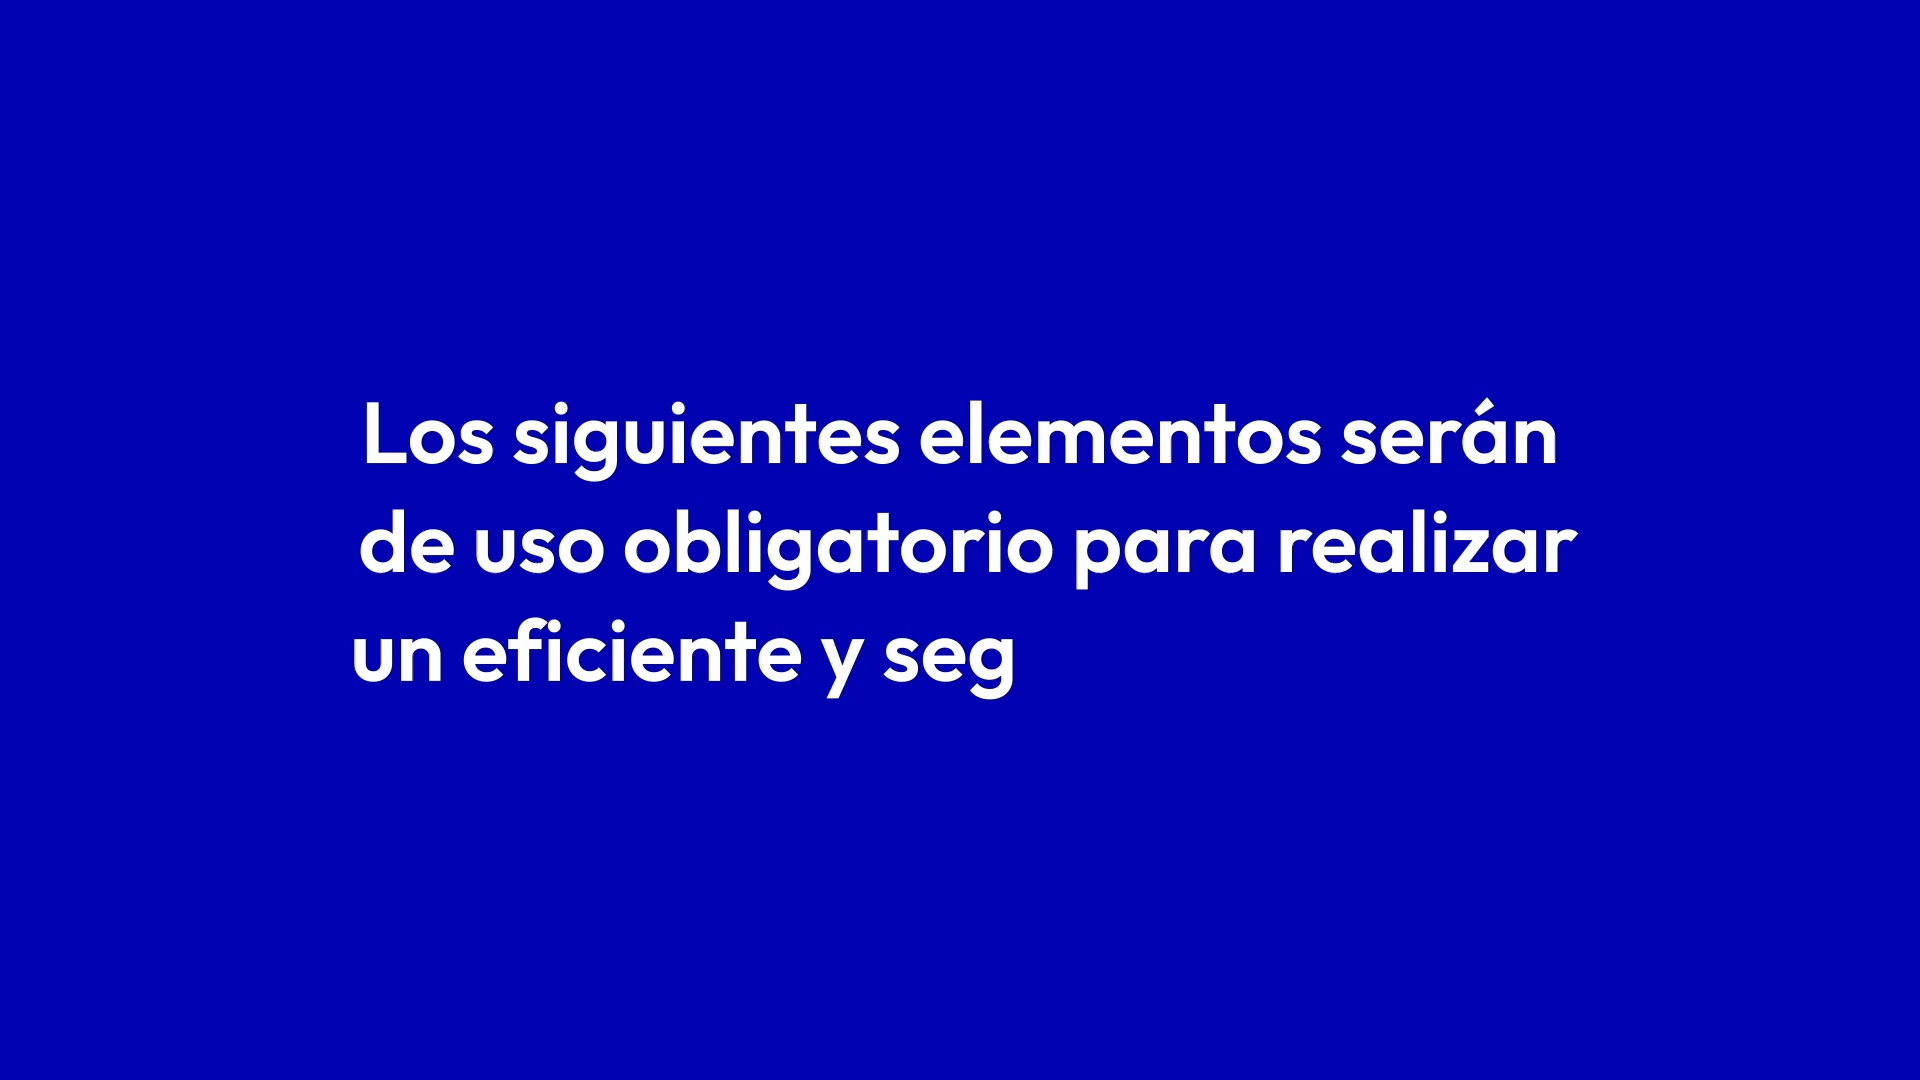 Los siguientes elementos serán
de uso obligatorio para realizar
un eficiente y seg